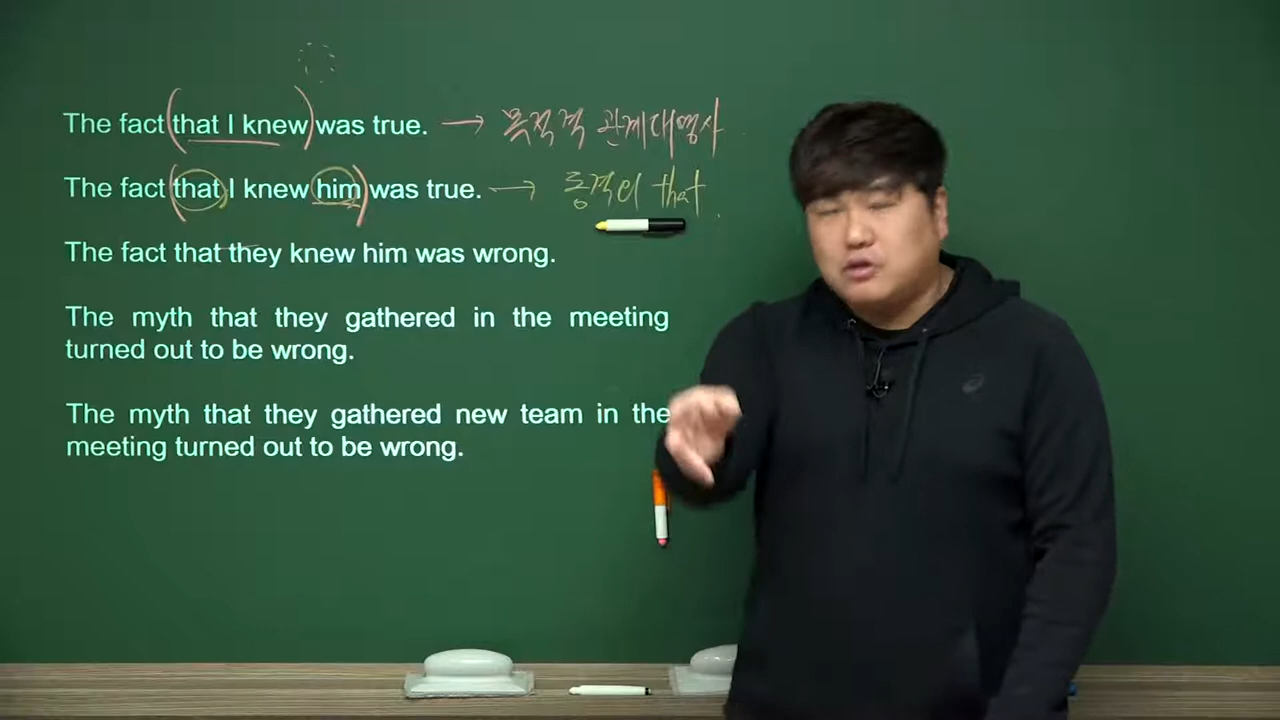 The fact that I knew was true. → 목적격 관계대명사
The fact that I knew him was true. → 동격의 that
The fact that they knew him was wrong.
The myth that they gathered in the meeting
turned out to be wrong.
The myth that they gathered new team in the
meeting turned out to be wrong.